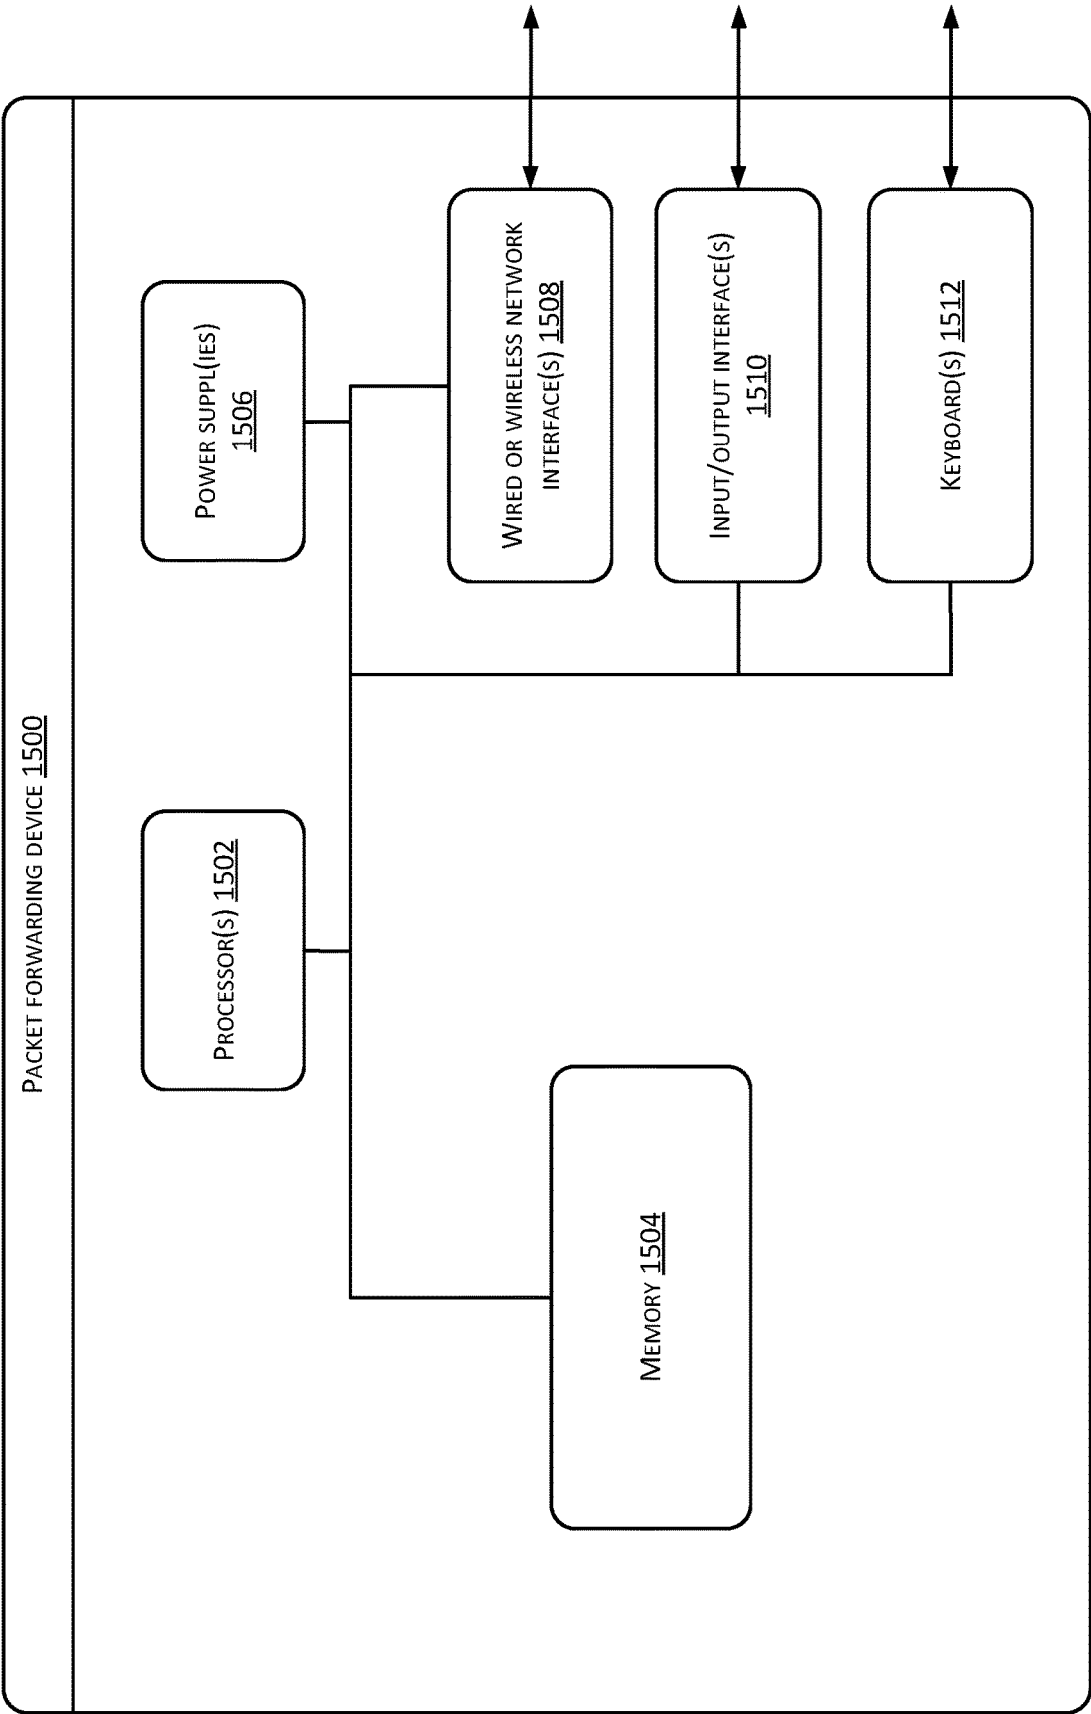 Packet forwarding device 1500
Processor(s) 1502
Power suppl(ies)
1506
Memory 1504
Wired or wireless network
interface(s) 1508
Input/output interface(s)
1510
Keyboard(s) 1512